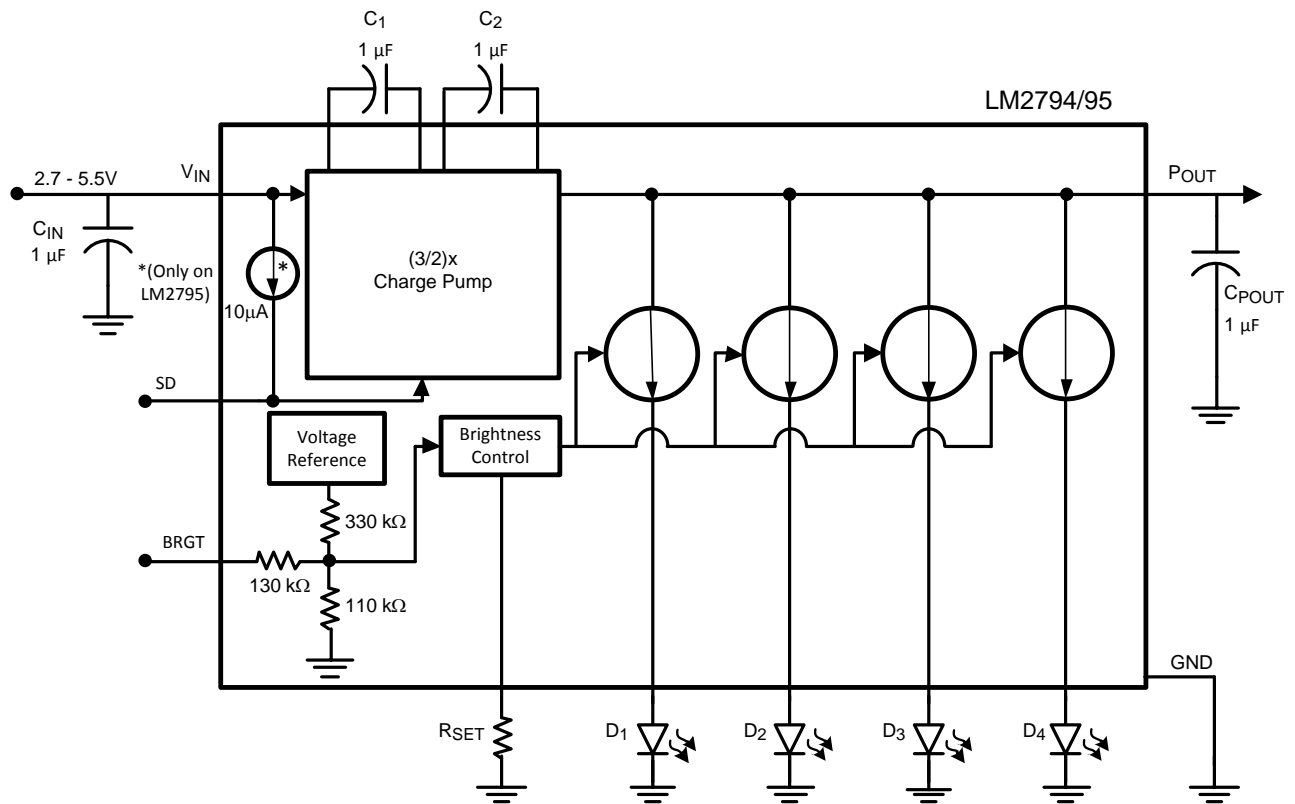 C1
1 µF
C2
1 µF
LM2794/95
2.7 - 5.5V
VIN
POUT
CIN
1 µF
*(Only on
LM2795)
*
10µA
(3/2)x
Charge Pump
CPOUT
1 µF
SD
Voltage
Reference
Brightness
Control
330 kΩ
BRGT
130 kΩ
110 kΩ
GND
RSET
D1
D2
D3
D4